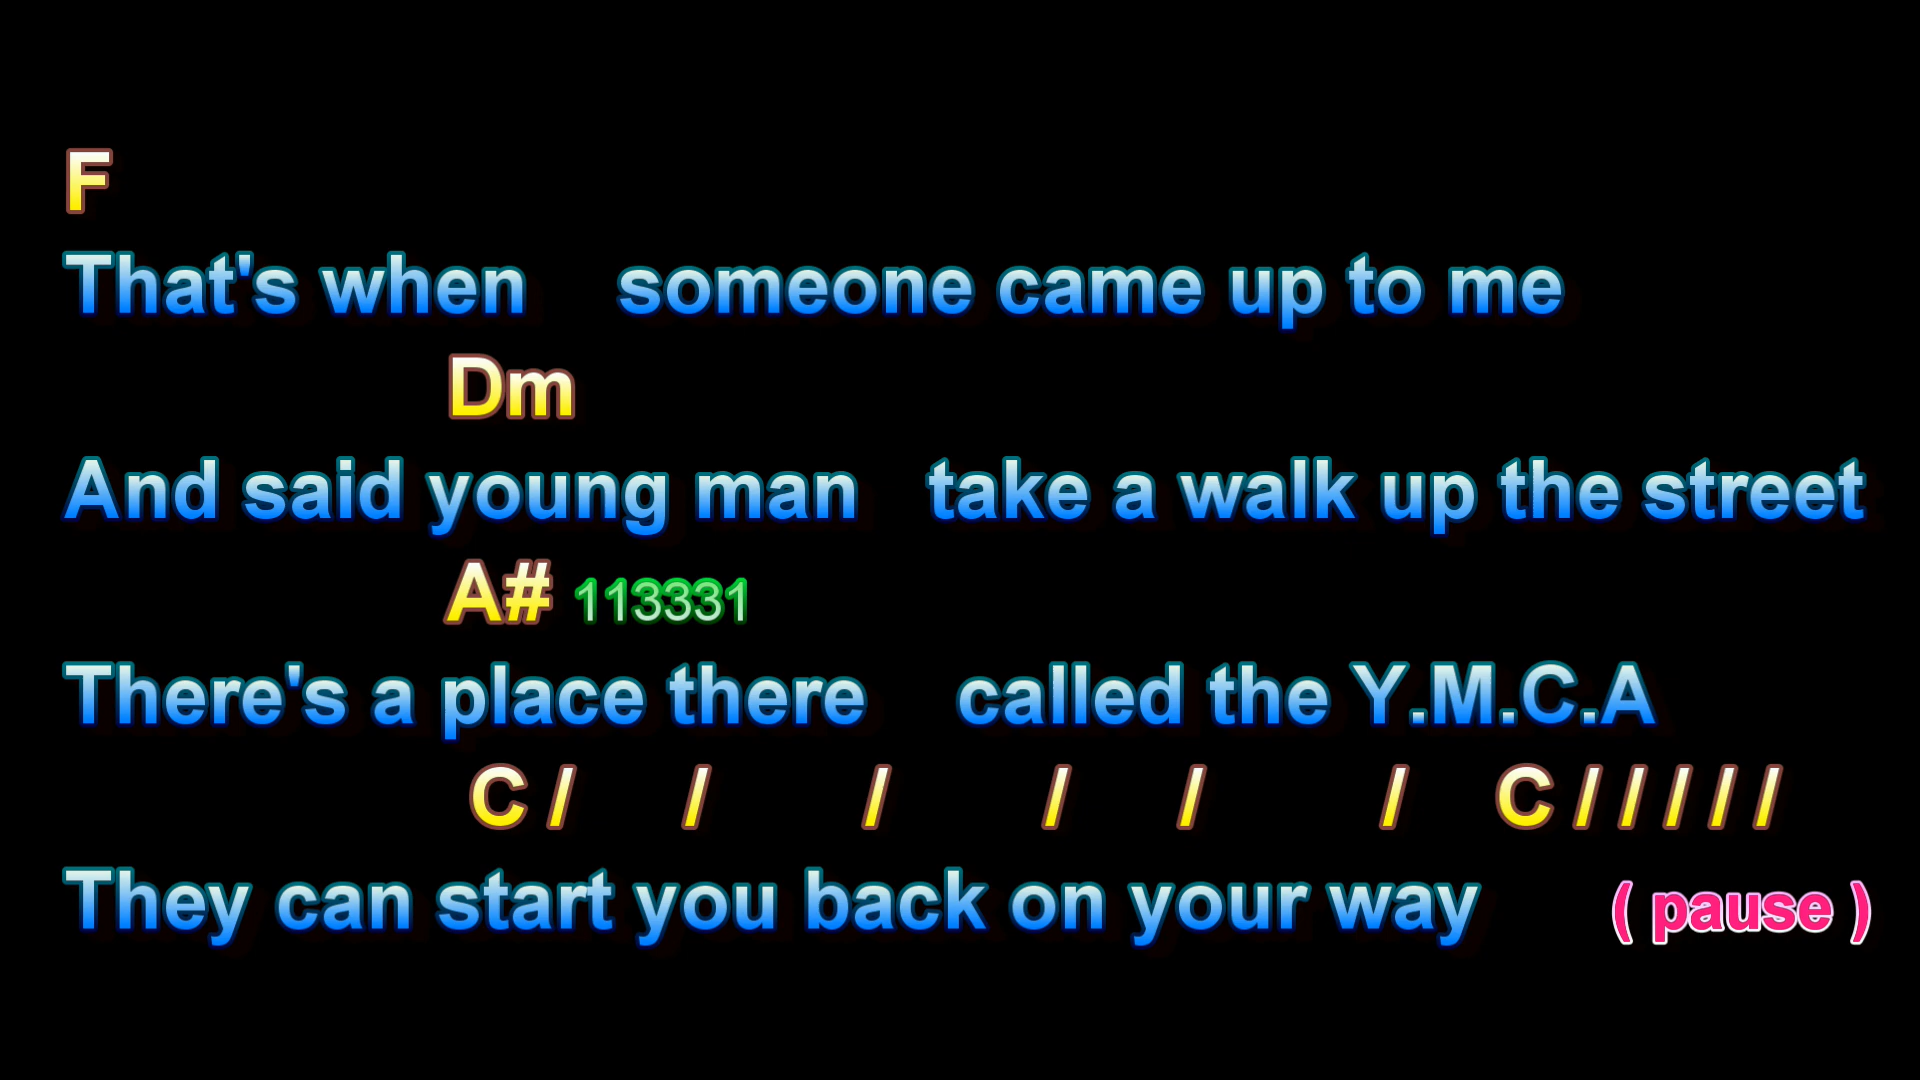 F
That's when someone came up to me
Dm
And said young man take a walk up the street
A# 113331
There's a place there called the Y.M.C.A
C / / / / / / C / / / / /
They can start you back on your way ( pause )